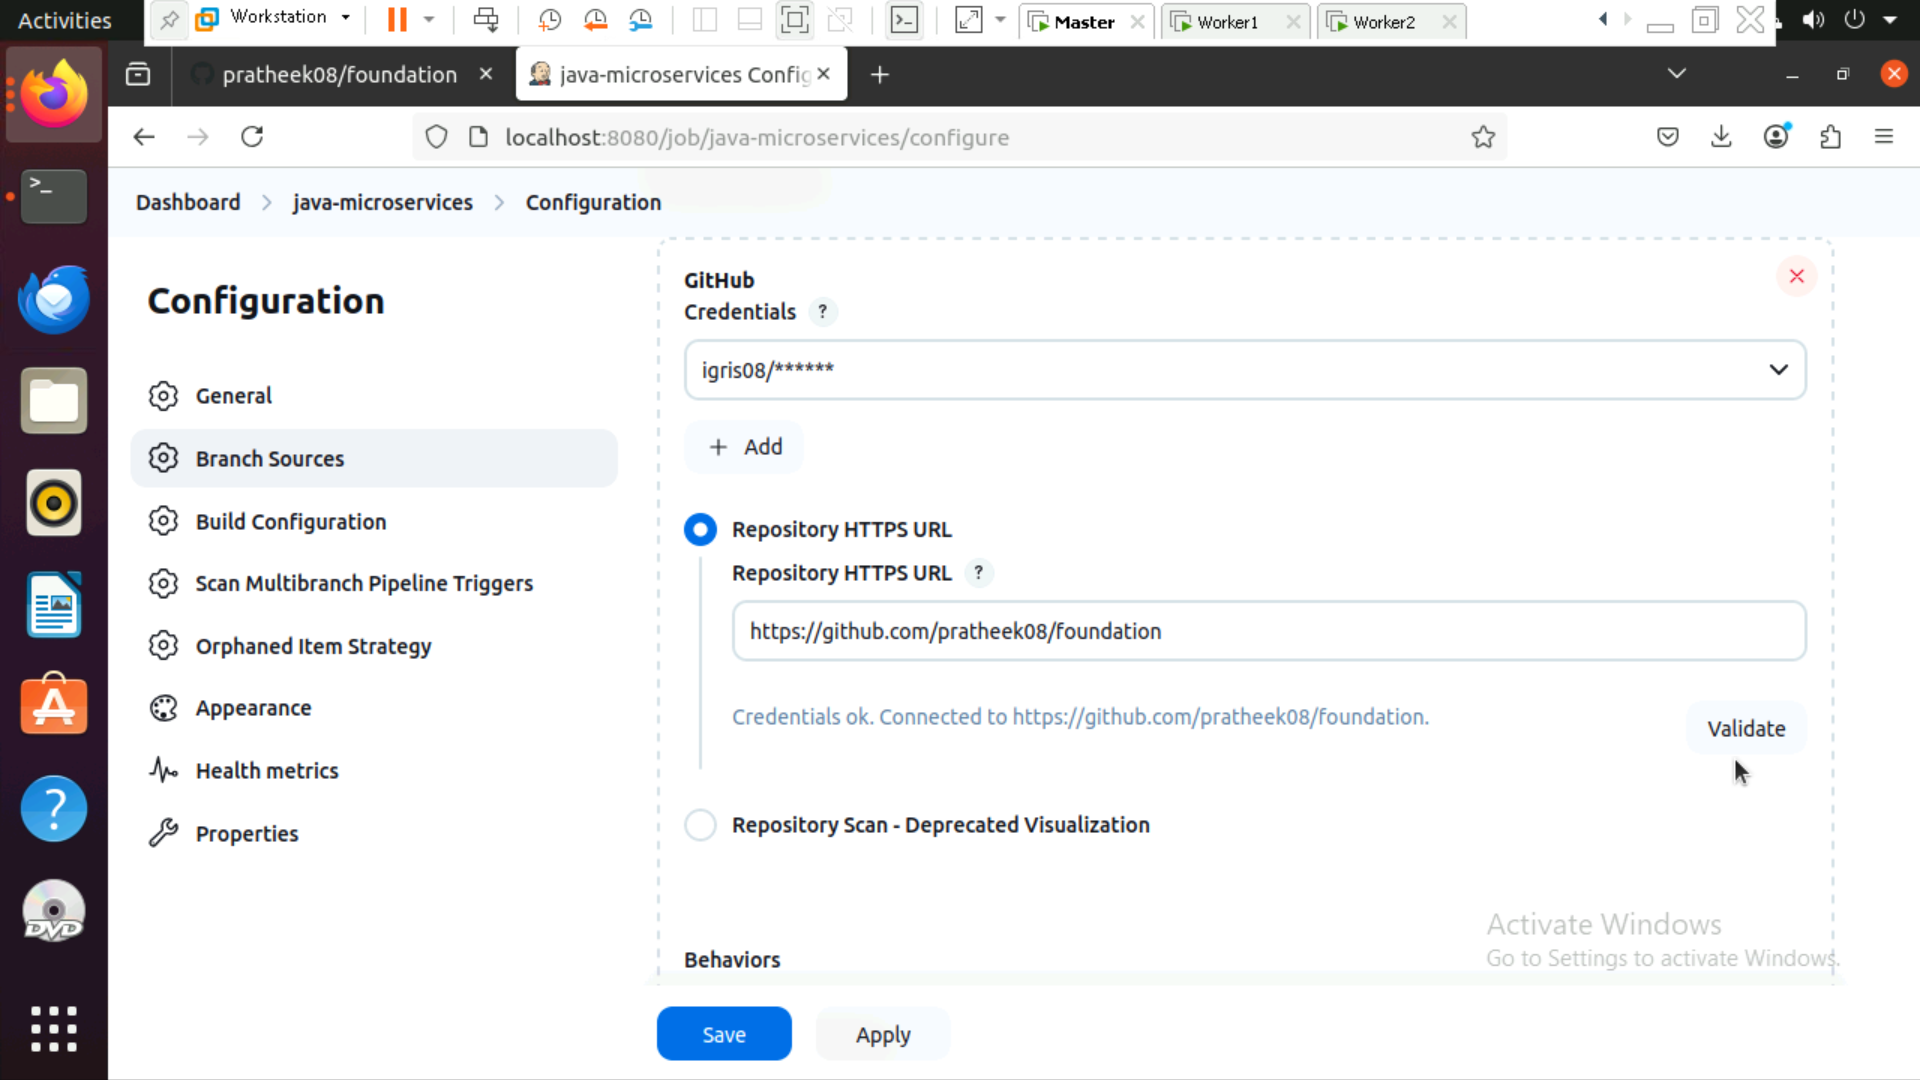 Activities
Workstation
Master
Worker1
Worker2
pratheek08/foundation
java-microservices Config
localhost:8080/job/java-microservices/configure
Dashboard
java-microservices
Configuration
Configuration
General
Branch Sources
Build Configuration
Scan Multibranch Pipeline Triggers
Orphaned Item Strategy
Appearance
Health metrics
Properties
GitHub
Credentials ?
igris08/******
+ Add
Repository HTTPS URL
Repository HTTPS URL ?
https://github.com/pratheek08/foundation
Credentials ok. Connected to https://github.com/pratheek08/foundation.
Validate
Repository Scan - Deprecated Visualization
Behaviors
Save
Apply
Activate Windows
Go to Settings to activate Windows.
DVD